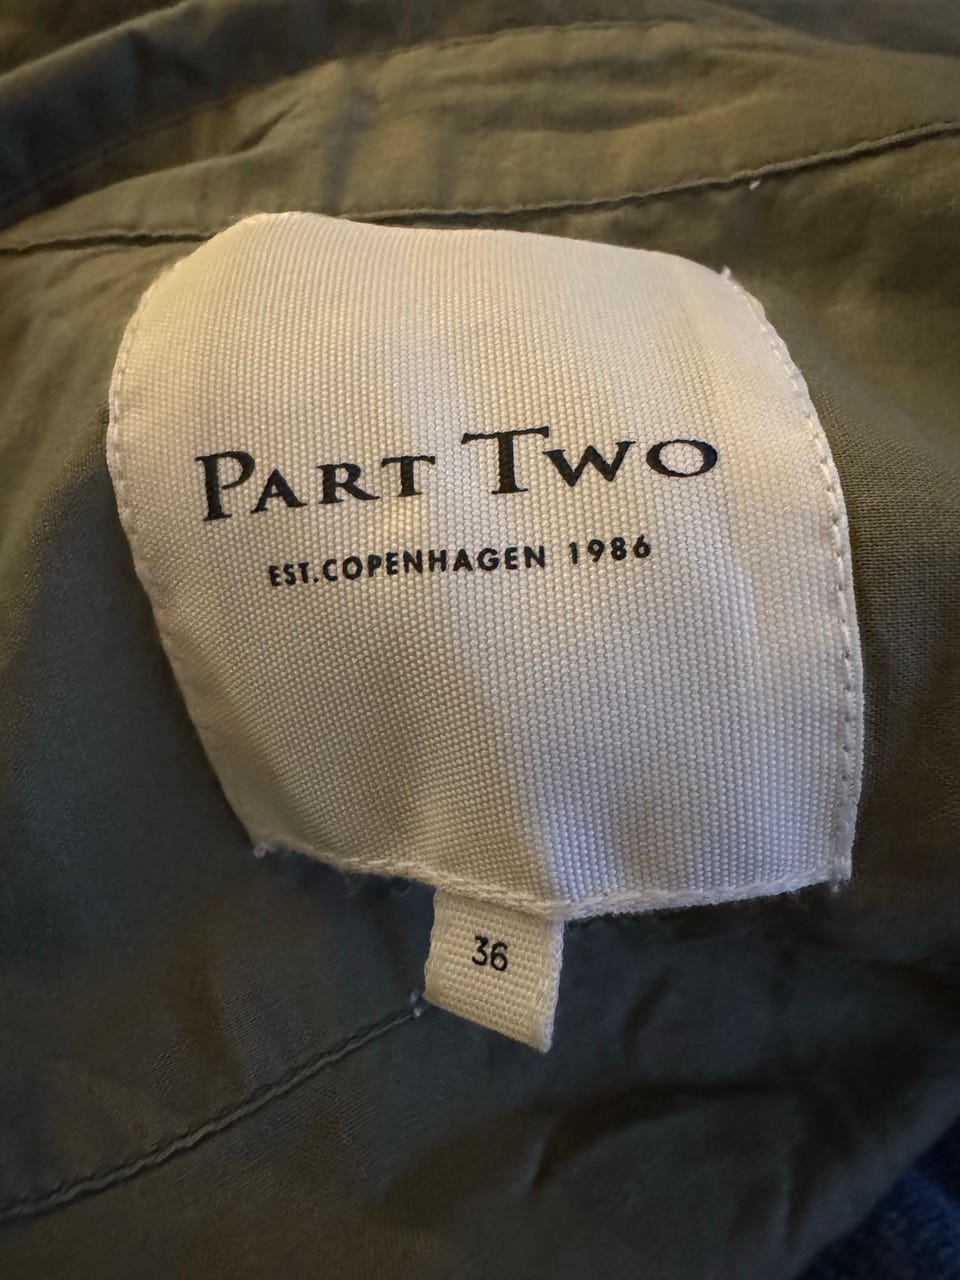 PART TWO
EST.COPENHAGEN 1986
36